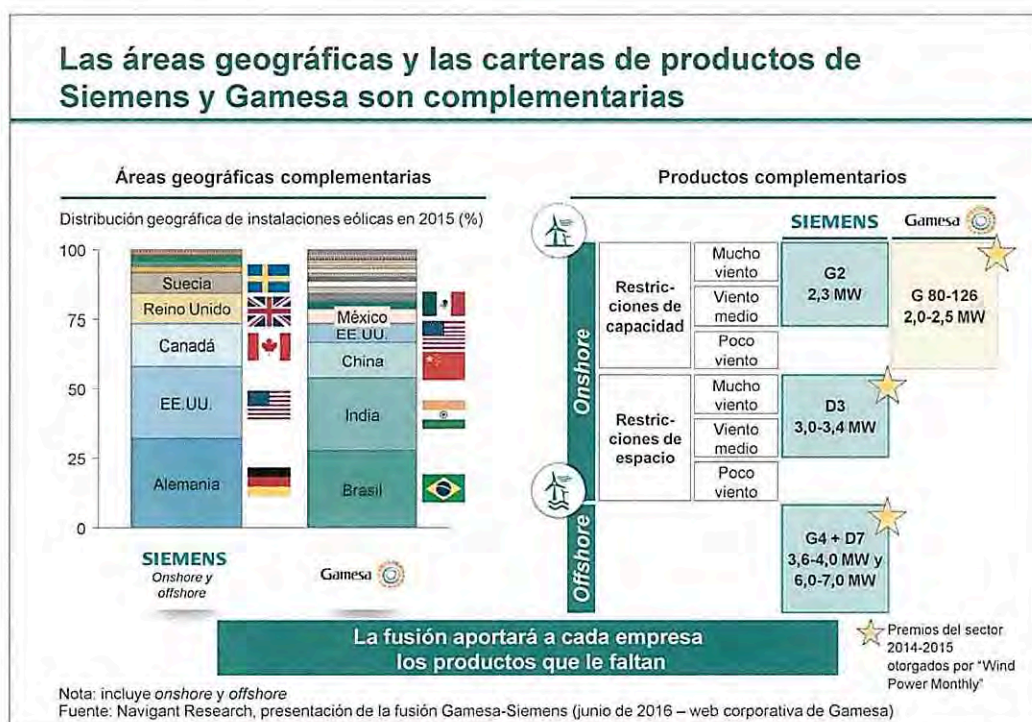 Las áreas geográficas y las carteras de productos de
Siemens y Gamesa son complementarias
Áreas geográficas complementarias
Distribución geográfica de instalaciones eólicas en 2015 (%)
100
75
50
25
0
Suecia
Reino Unido
Canadá
EE.UU.
Alemania
México
EE.UU.
China
India
Brasil
SIEMENS
Onshore y
offshore
Gamesa
Productos complementarios
SIEMENS
Gamesa
Onshore
Restric-
ciones de
capacidad
Mucho
viento
Viento
medio
Poco
viento
G2
2,3 MW
G 80-126
2,0-2,5 MW
Restric-
ciones de
espacio
Mucho
viento
Viento
medio
Poco
viento
D3
3,0-3,4 MW
Offshore
G4 + D7
3,6-4,0 MW y
6,0-7,0 MW
La fusión aportará a cada empresa
los productos que le faltan
Premios del sector
2014-2015
otorgados por "Wind
Power Monthly"
Nota: incluye onshore y offshore
Fuente: Navigant Research, presentación de la fusión Gamesa-Siemens (junio de 2016 – web corporativa de Gamesa)